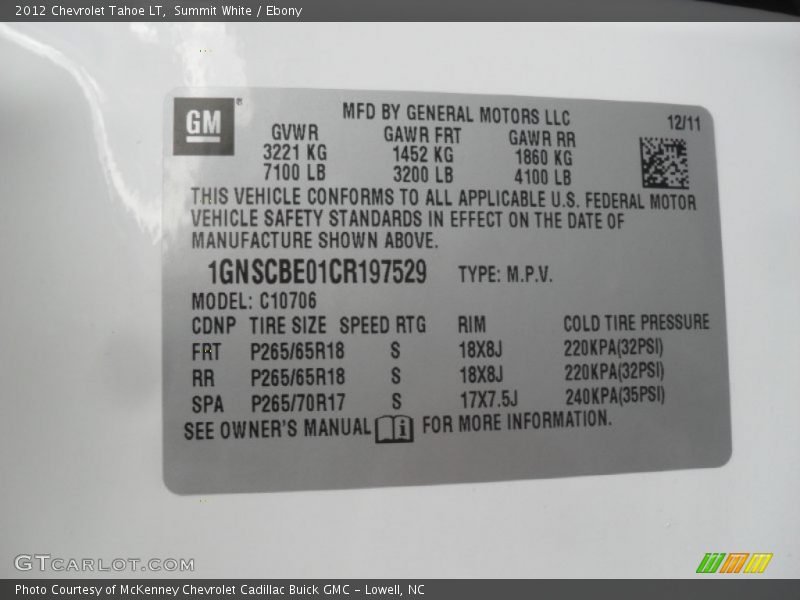 2012 Chevrolet Tahoe LT, Summit White / Ebony
GM®
MFD BY GENERAL MOTORS LLC
12/11
GVWR GAWR FRT GAWR RR
3221 KG 1452 KG 1860 KG
7100 LB 3200 LB 4100 LB
THIS VEHICLE CONFORMS TO ALL APPLICABLE U.S. FEDERAL MOTOR
VEHICLE SAFETY STANDARDS IN EFFECT ON THE DATE OF
MANUFACTURE SHOWN ABOVE.
1GNSCBE01CR197529 TYPE: M.P.V.
MODEL: C10706
CDNP TIRE SIZE SPEED RTG RIM COLD TIRE PRESSURE
FRT P265/65R18 S 18X8J 220KPA(32PSI)
RR P265/65R18 S 18X8J 220KPA(32PSI)
SPA P265/70R17 S 17X7.5J 240KPA(35PSI)
SEE OWNER'S MANUAL i FOR MORE INFORMATION.
GTCARLOT.COM
Photo Courtesy of McKenney Chevrolet Cadillac Buick GMC - Lowell, NC